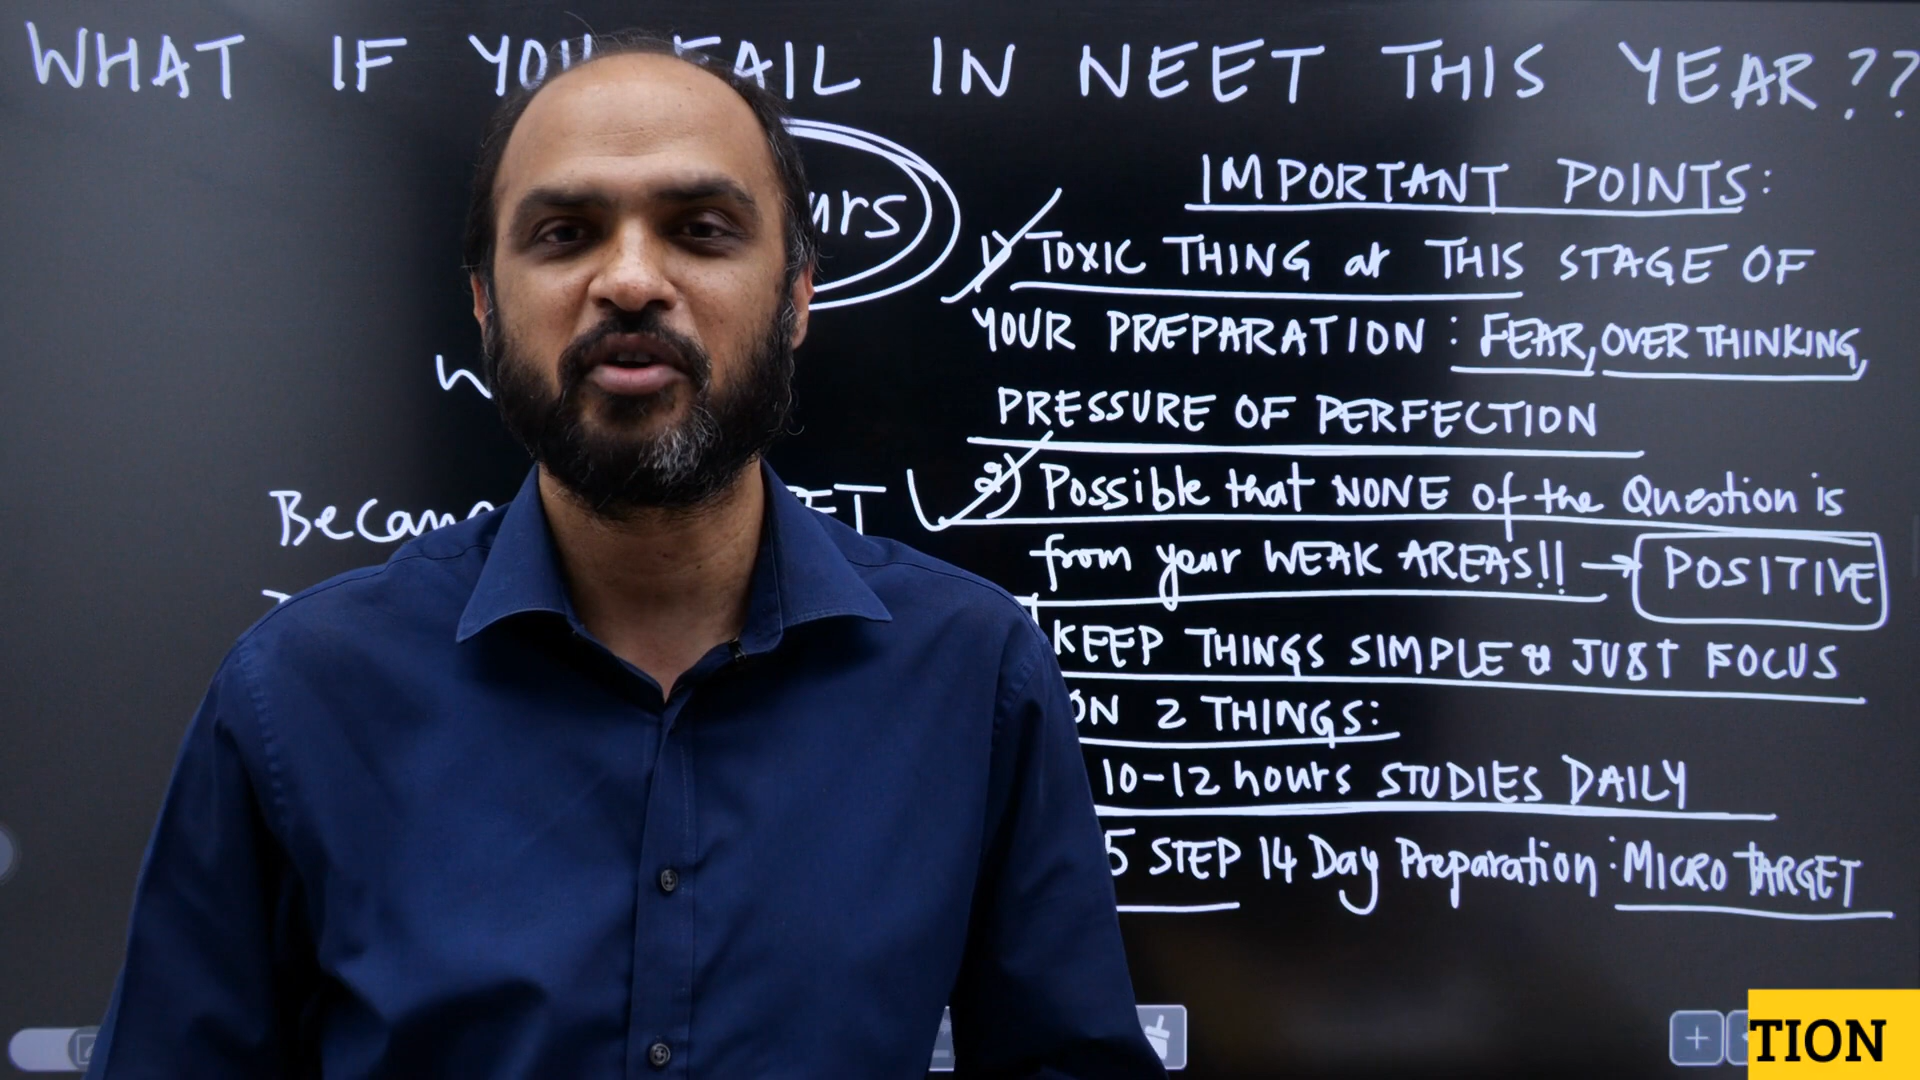 WHAT IF YOU FAIL IN NEET THIS YEAR??
IMPORTANT POINTS:
1) TOXIC THING at THIS STAGE OF
YOUR PREPARATION: FEAR, OVERTHINKING,
PRESSURE OF PERFECTION
2) Possible that NONE of the Question is
from your WEAK AREAS!! → POSITIVE
KEEP THINGS SIMPLE & JUST FOCUS
ON 2 THINGS:
10-12 hours STUDIES DAILY
5 STEP 14 Day Preparation: MICRO TARGET
TION